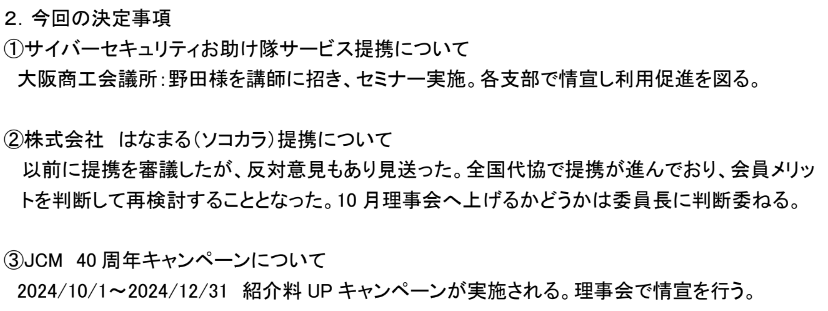 ２．今回の決定事項
①サイバーセキュリティお助け隊サービス提携について
大阪商工会議所：野田様を講師に招き、セミナー実施。各支部で情宣し利用促進を図る。
②株式会社　はなまる（ソコカラ）提携について
以前に提携を審議したが、反対意見もあり見送った。全国代協で提携が進んでおり、会員メリッ
トを判断して再検討することとなった。10 月理事会へ上げるかどうかは委員長に判断委ねる。
③JCM　40 周年キャンペーンについて
2024/10/1～2024/12/31　紹介料 UP キャンペーンが実施される。理事会で情宣を行う。